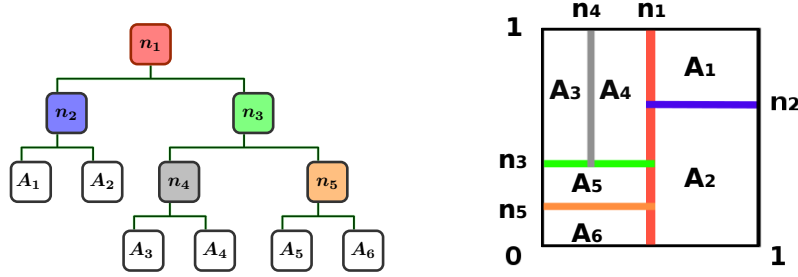 n₁
n₂ n₃
A₁ A₂ n₄ n₅
A₃ A₄ A₅ A₆
n₄ n₁
1
A₃ A₄ A₁
n₂
n₃
A₅ A₂
n₅
A₆
0 1